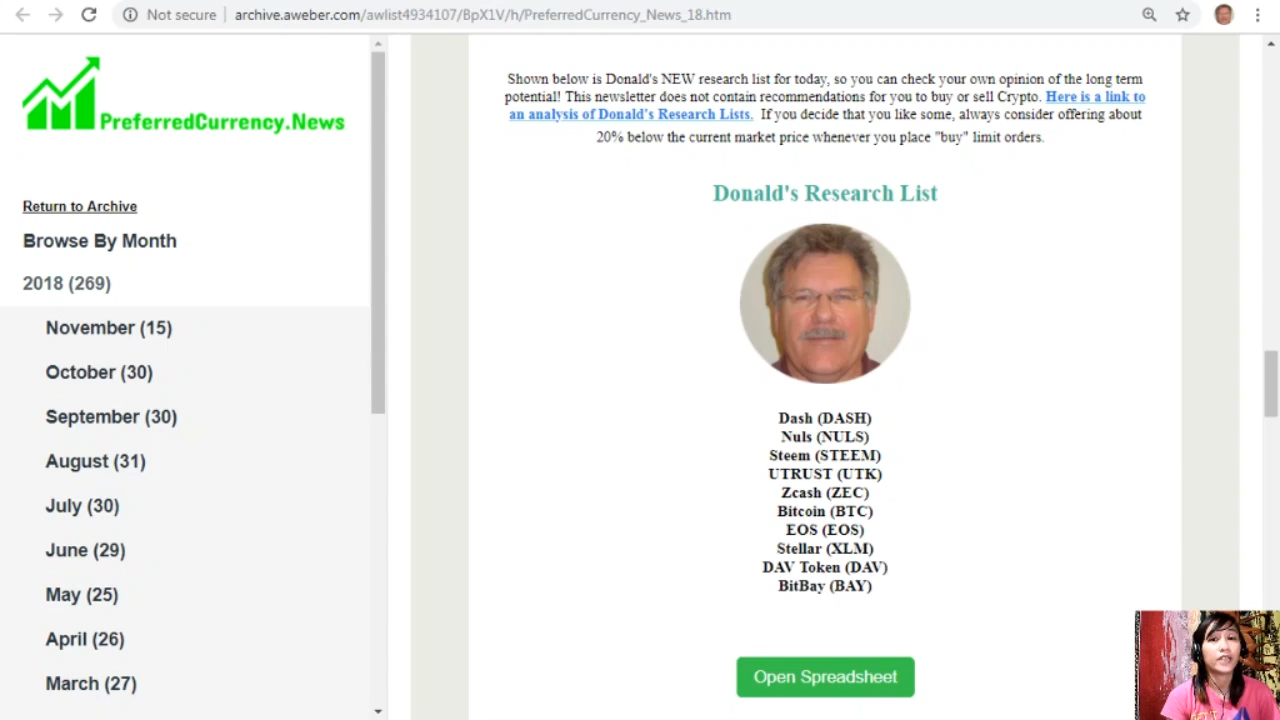 Not secure
archive.aweber.com/awlist4934107/BpX1V/h/PreferredCurrency_News_18.htm
PreferredCurrency.News
Return to Archive
Browse By Month
2018 (269)
November (15)
October (30)
September (30)
August (31)
July (30)
June (29)
May (25)
April (26)
March (27)
Shown below is Donald's NEW research list for today, so you can check your own opinion of the long term
potential! This newsletter does not contain recommendations for you to buy or sell Crypto. Here is a link to
an analysis of Donald's Research Lists. If you decide that you like some, always consider offering about
20% below the current market price whenever you place "buy" limit orders.
Donald's Research List
Dash (DASH)
Nuls (NULS)
Steem (STEEM)
UTRUST (UTK)
Zcash (ZEC)
Bitcoin (BTC)
EOS (EOS)
Stellar (XLM)
DAV Token (DAV)
BitBay (BAY)
Open Spreadsheet